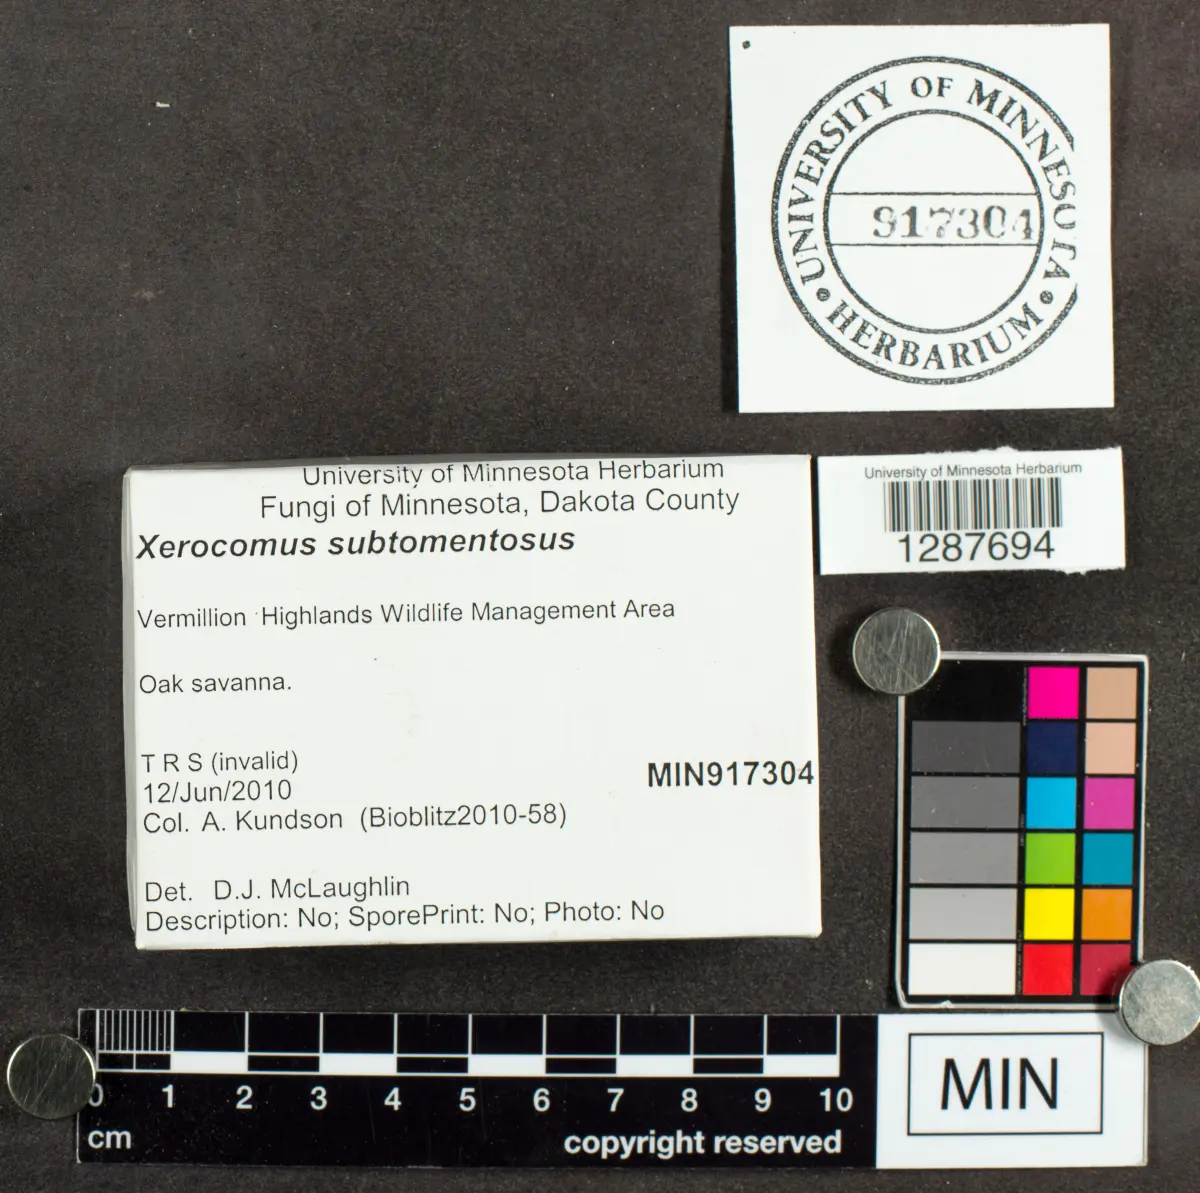 UNIVERSITY OF MINNESOTA
917304
HERBARIUM
University of Minnesota Herbarium
Fungi of Minnesota, Dakota County
Xerocomus subtomentosus
Vermillion Highlands Wildlife Management Area
Oak savanna.
T R S (invalid)
12/Jun/2010
Col. A. Kundson (Bioblitz2010-58)
MIN917304
Det. D.J. McLaughlin
Description: No; SporePrint: No; Photo: No
University of Minnesota Herbarium
1287694
0 1 2 3 4 5 6 7 8 9 10
cm
copyright reserved
MIN